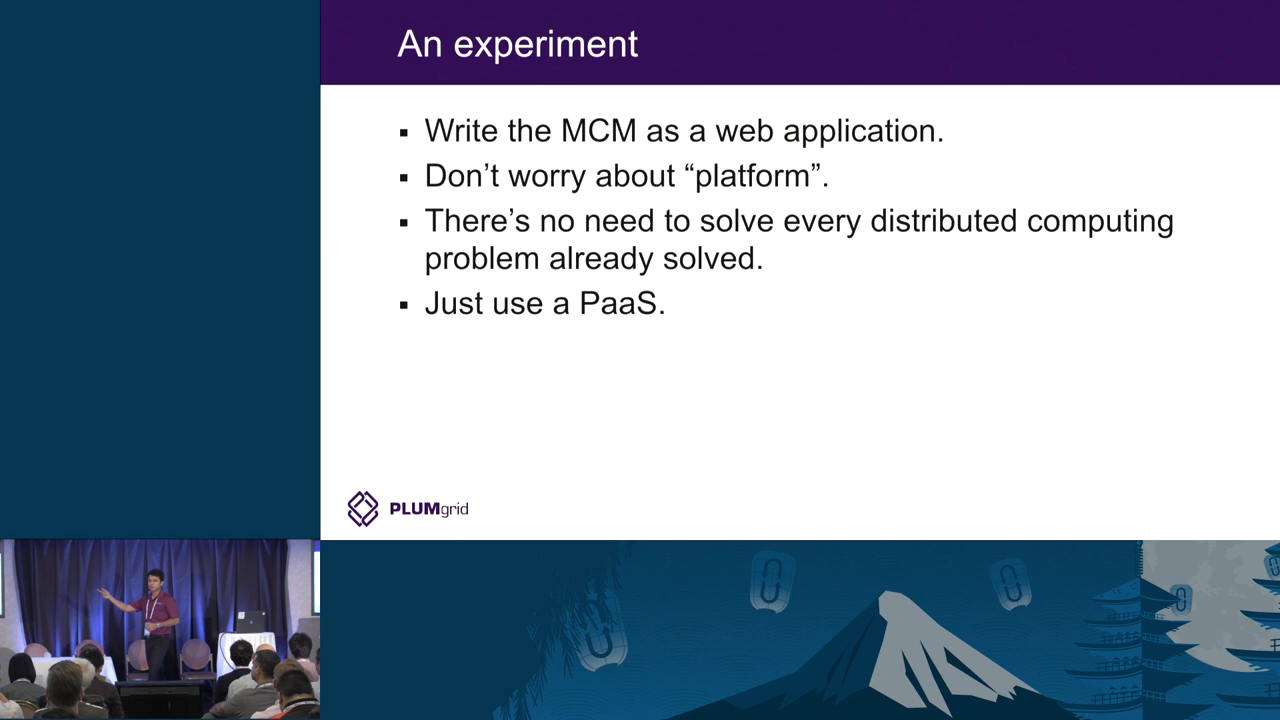 An experiment
▪ Write the MCM as a web application.
▪ Don’t worry about “platform”.
▪ There’s no need to solve every distributed computing
problem already solved.
▪ Just use a PaaS.
PLUMgrid